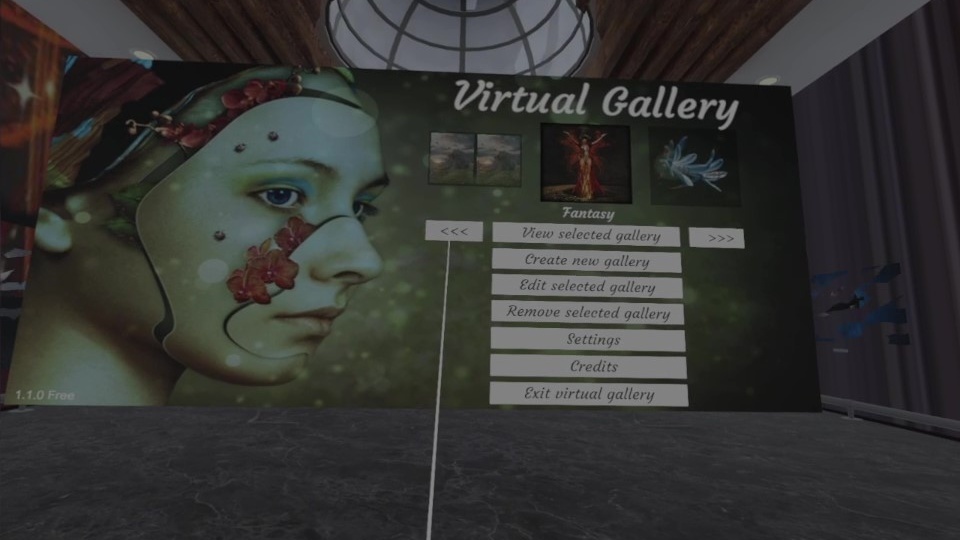 Virtual Gallery
Fantasy
<<<
View selected gallery
>>>
Create new gallery
Edit selected gallery
Remove selected gallery
Settings
Credits
Exit virtual gallery
1.1.0 Free